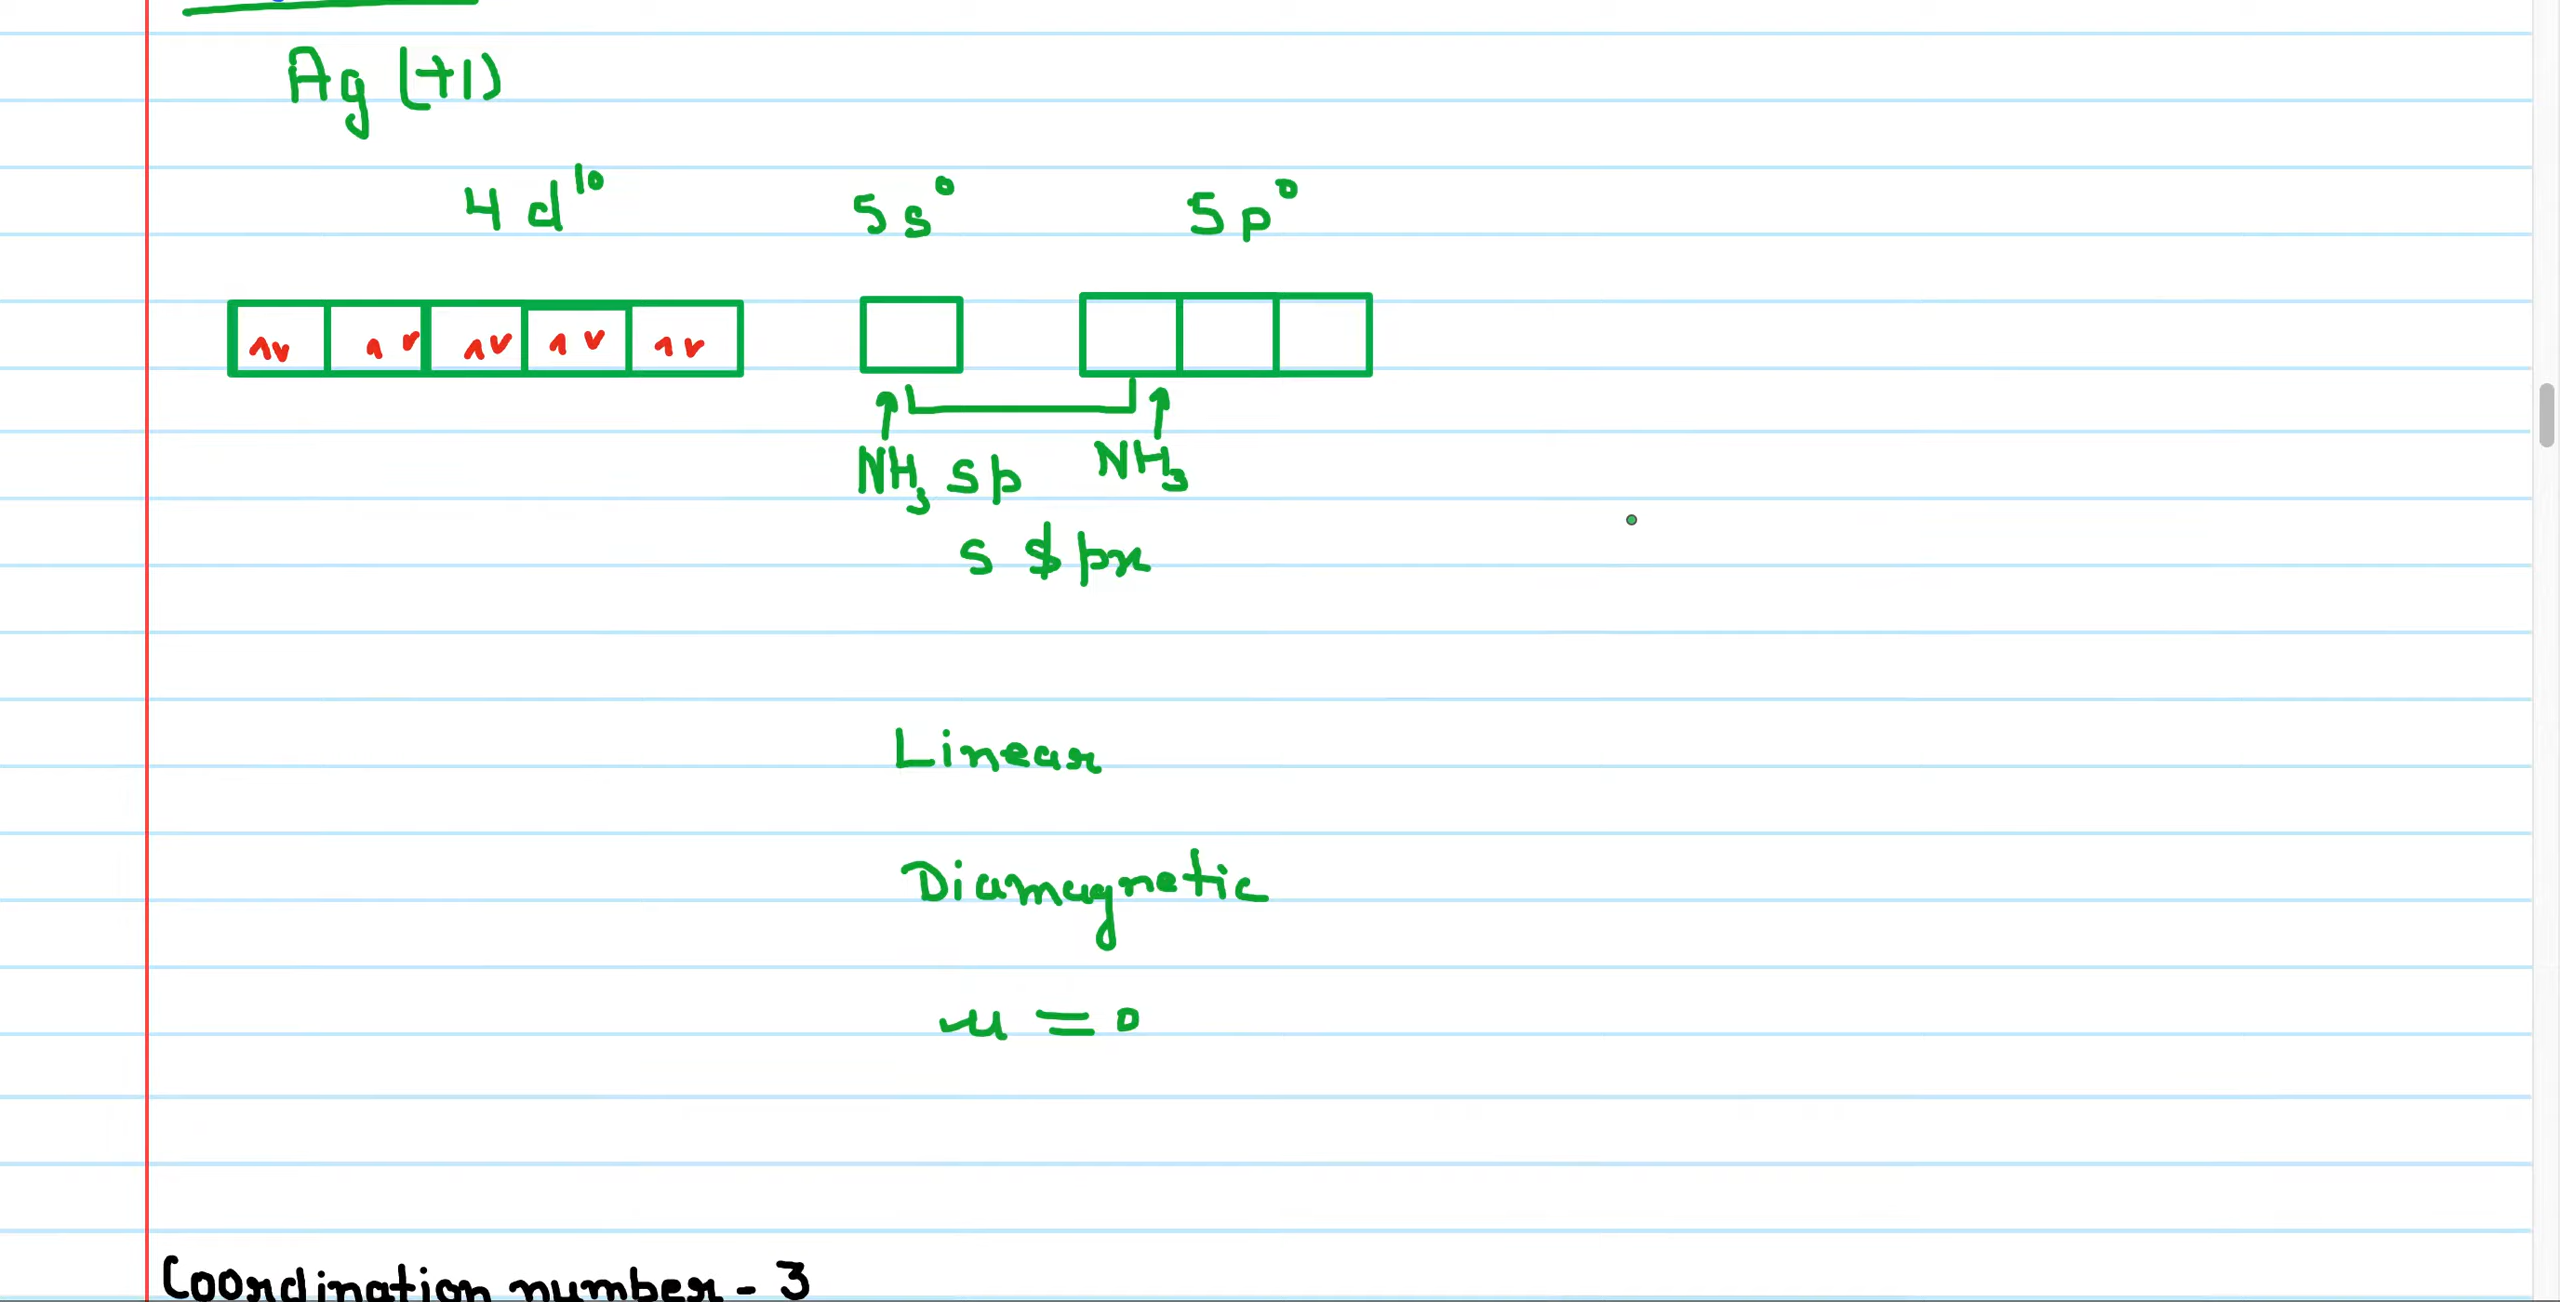 Ag (+1)
4d¹⁰ 5s⁰ 5p⁰
NH₃ sp NH₃
s $ px
Linear
Diamagnetic
μ = 0
Coordination number - 3